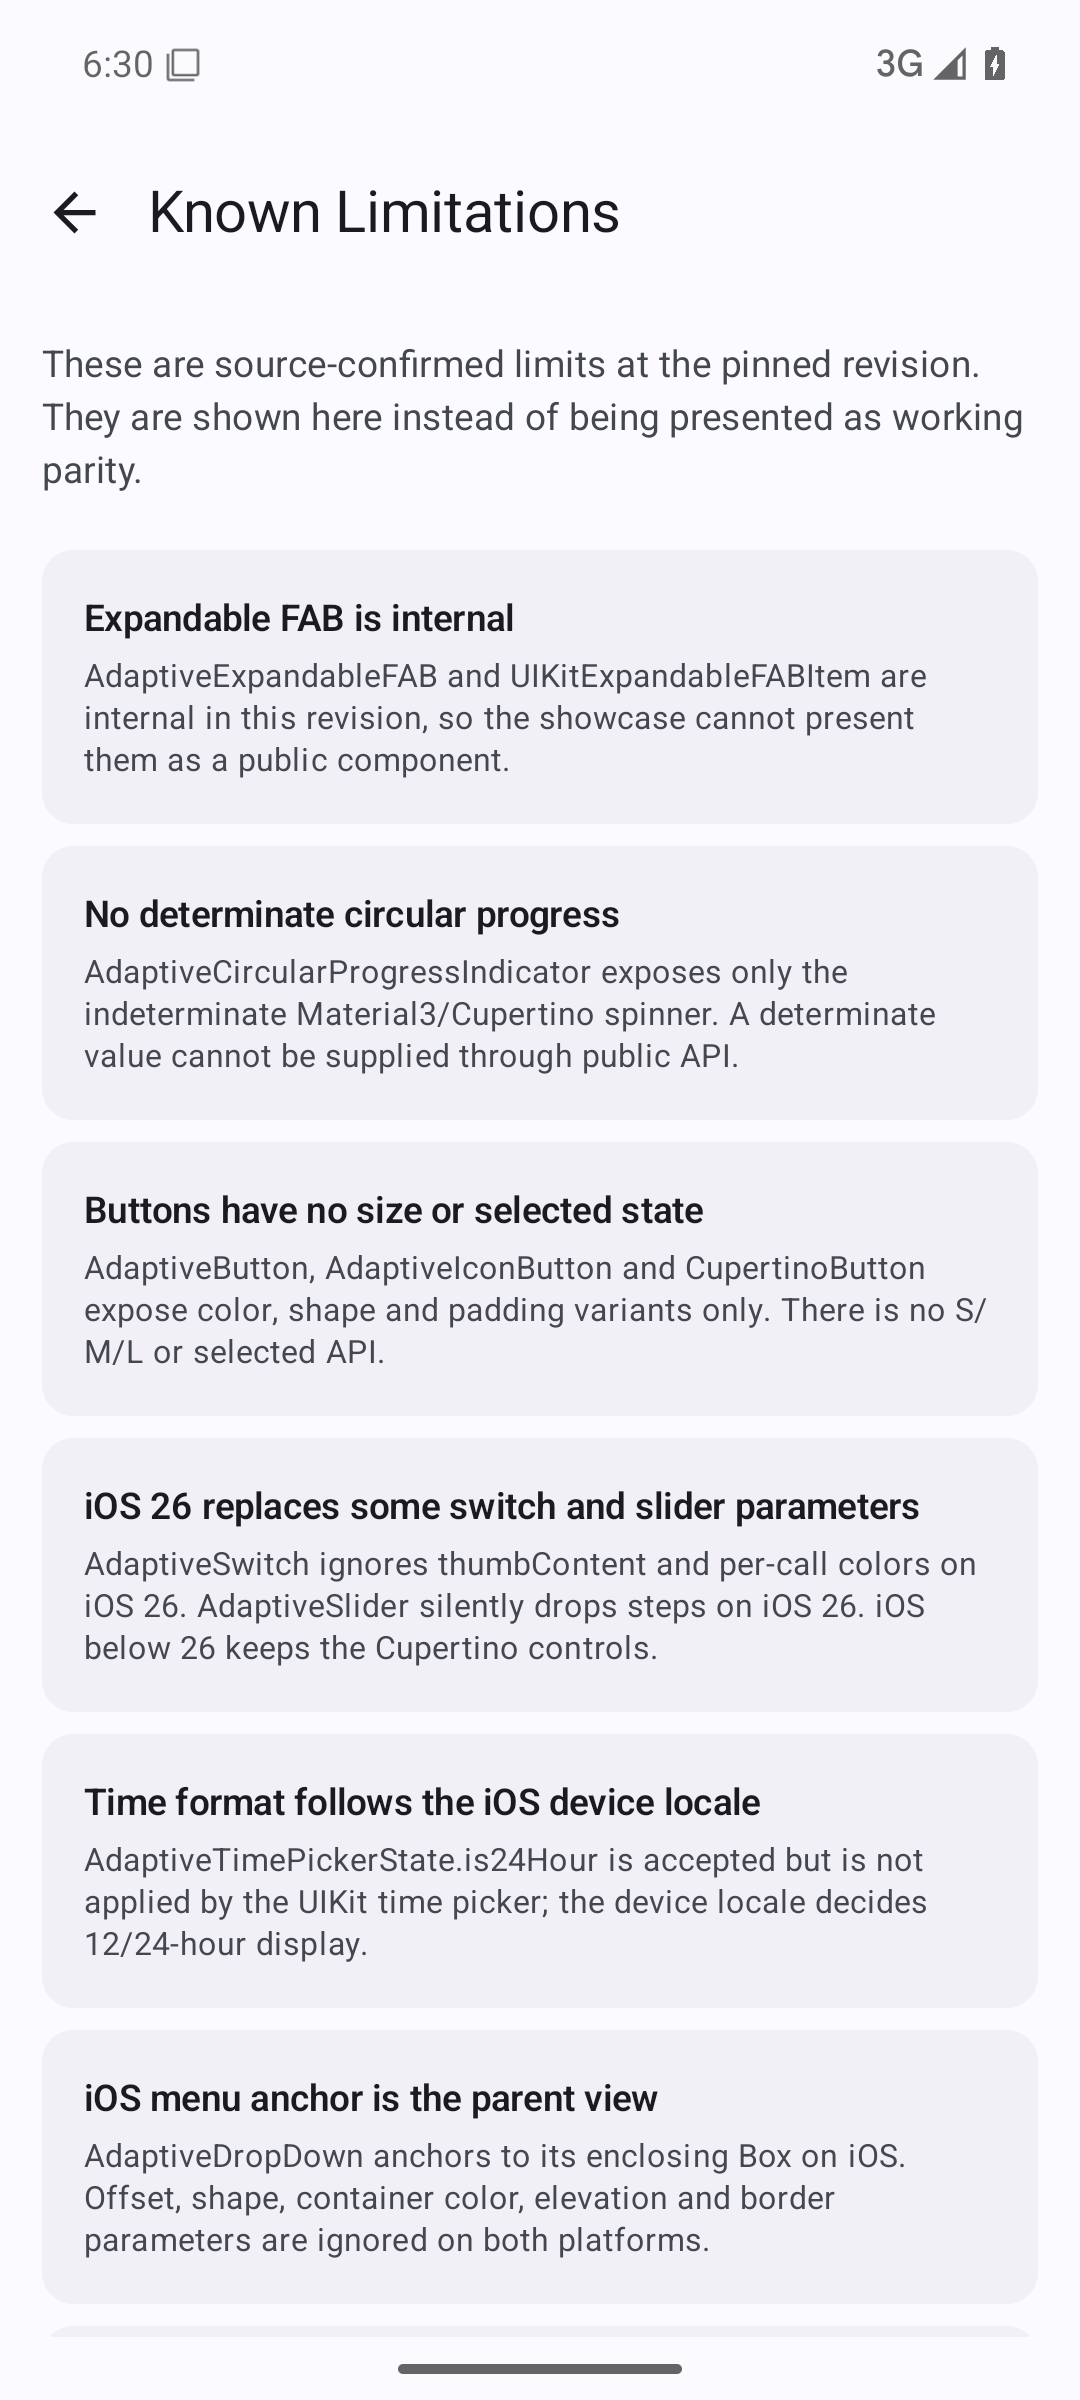 6:30
3G
Known Limitations
These are source-confirmed limits at the pinned revision.
They are shown here instead of being presented as working
parity.
Expandable FAB is internal
AdaptiveExpandableFAB and UIKitExpandableFABItem are
internal in this revision, so the showcase cannot present
them as a public component.
No determinate circular progress
AdaptiveCircularProgressIndicator exposes only the
indeterminate Material3/Cupertino spinner. A determinate
value cannot be supplied through public API.
Buttons have no size or selected state
AdaptiveButton, AdaptiveIconButton and CupertinoButton
expose color, shape and padding variants only. There is no S/
M/L or selected API.
iOS 26 replaces some switch and slider parameters
AdaptiveSwitch ignores thumbContent and per-call colors on
iOS 26. AdaptiveSlider silently drops steps on iOS 26. iOS
below 26 keeps the Cupertino controls.
Time format follows the iOS device locale
AdaptiveTimePickerState.is24Hour is accepted but is not
applied by the UIKit time picker; the device locale decides
12/24-hour display.
iOS menu anchor is the parent view
AdaptiveDropDown anchors to its enclosing Box on iOS.
Offset, shape, container color, elevation and border
parameters are ignored on both platforms.